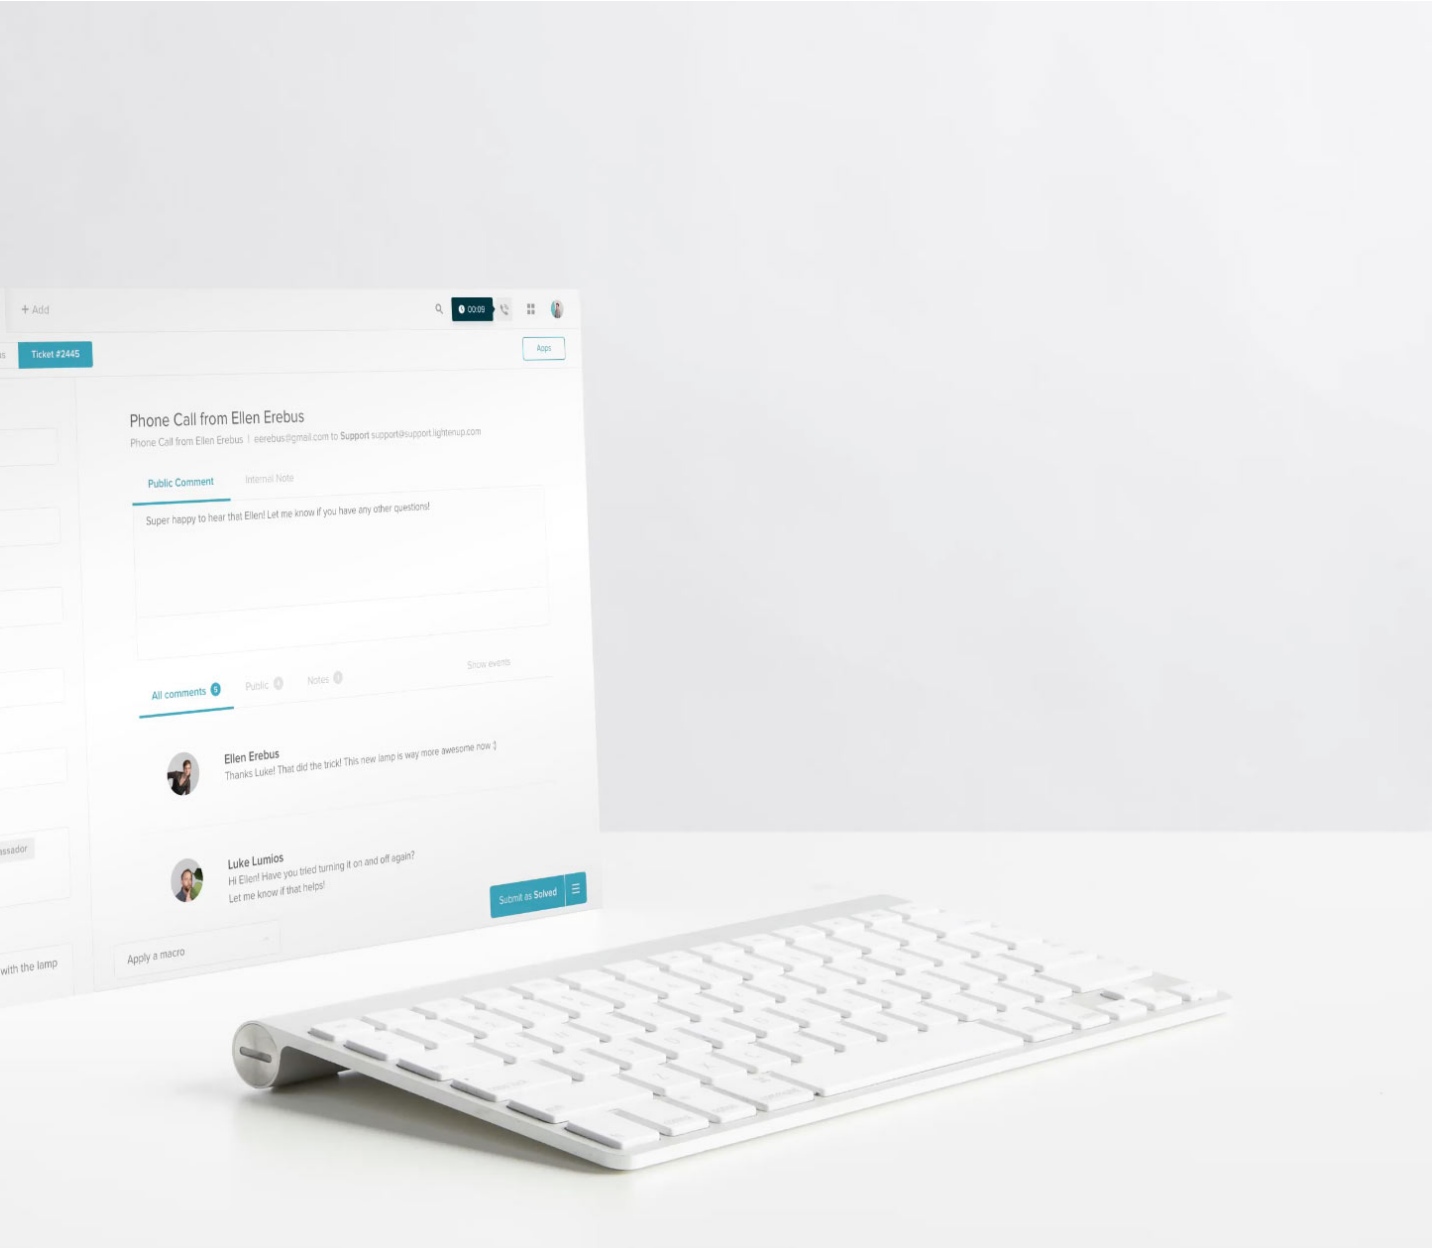 + Add
00:09
Ticket #2445
Apps
Phone Call from Ellen Erebus
Phone Call from Ellen Erebus | eerebus@gmail.com to Support support@support.lightenup.com
Public Comment Internal Note
Super happy to hear that Ellen! Let me know if you have any other questions!
All comments 5 Public 4 Notes Show events
Ellen Erebus
Thanks Luke! That did the trick! This new lamp is way more awesome now :)
assador
Luke Lumios
Hi Ellen! Have you tried turning it on and off again?
Let me know if that helps!
Submit as Solved
Apply a macro
with the lamp